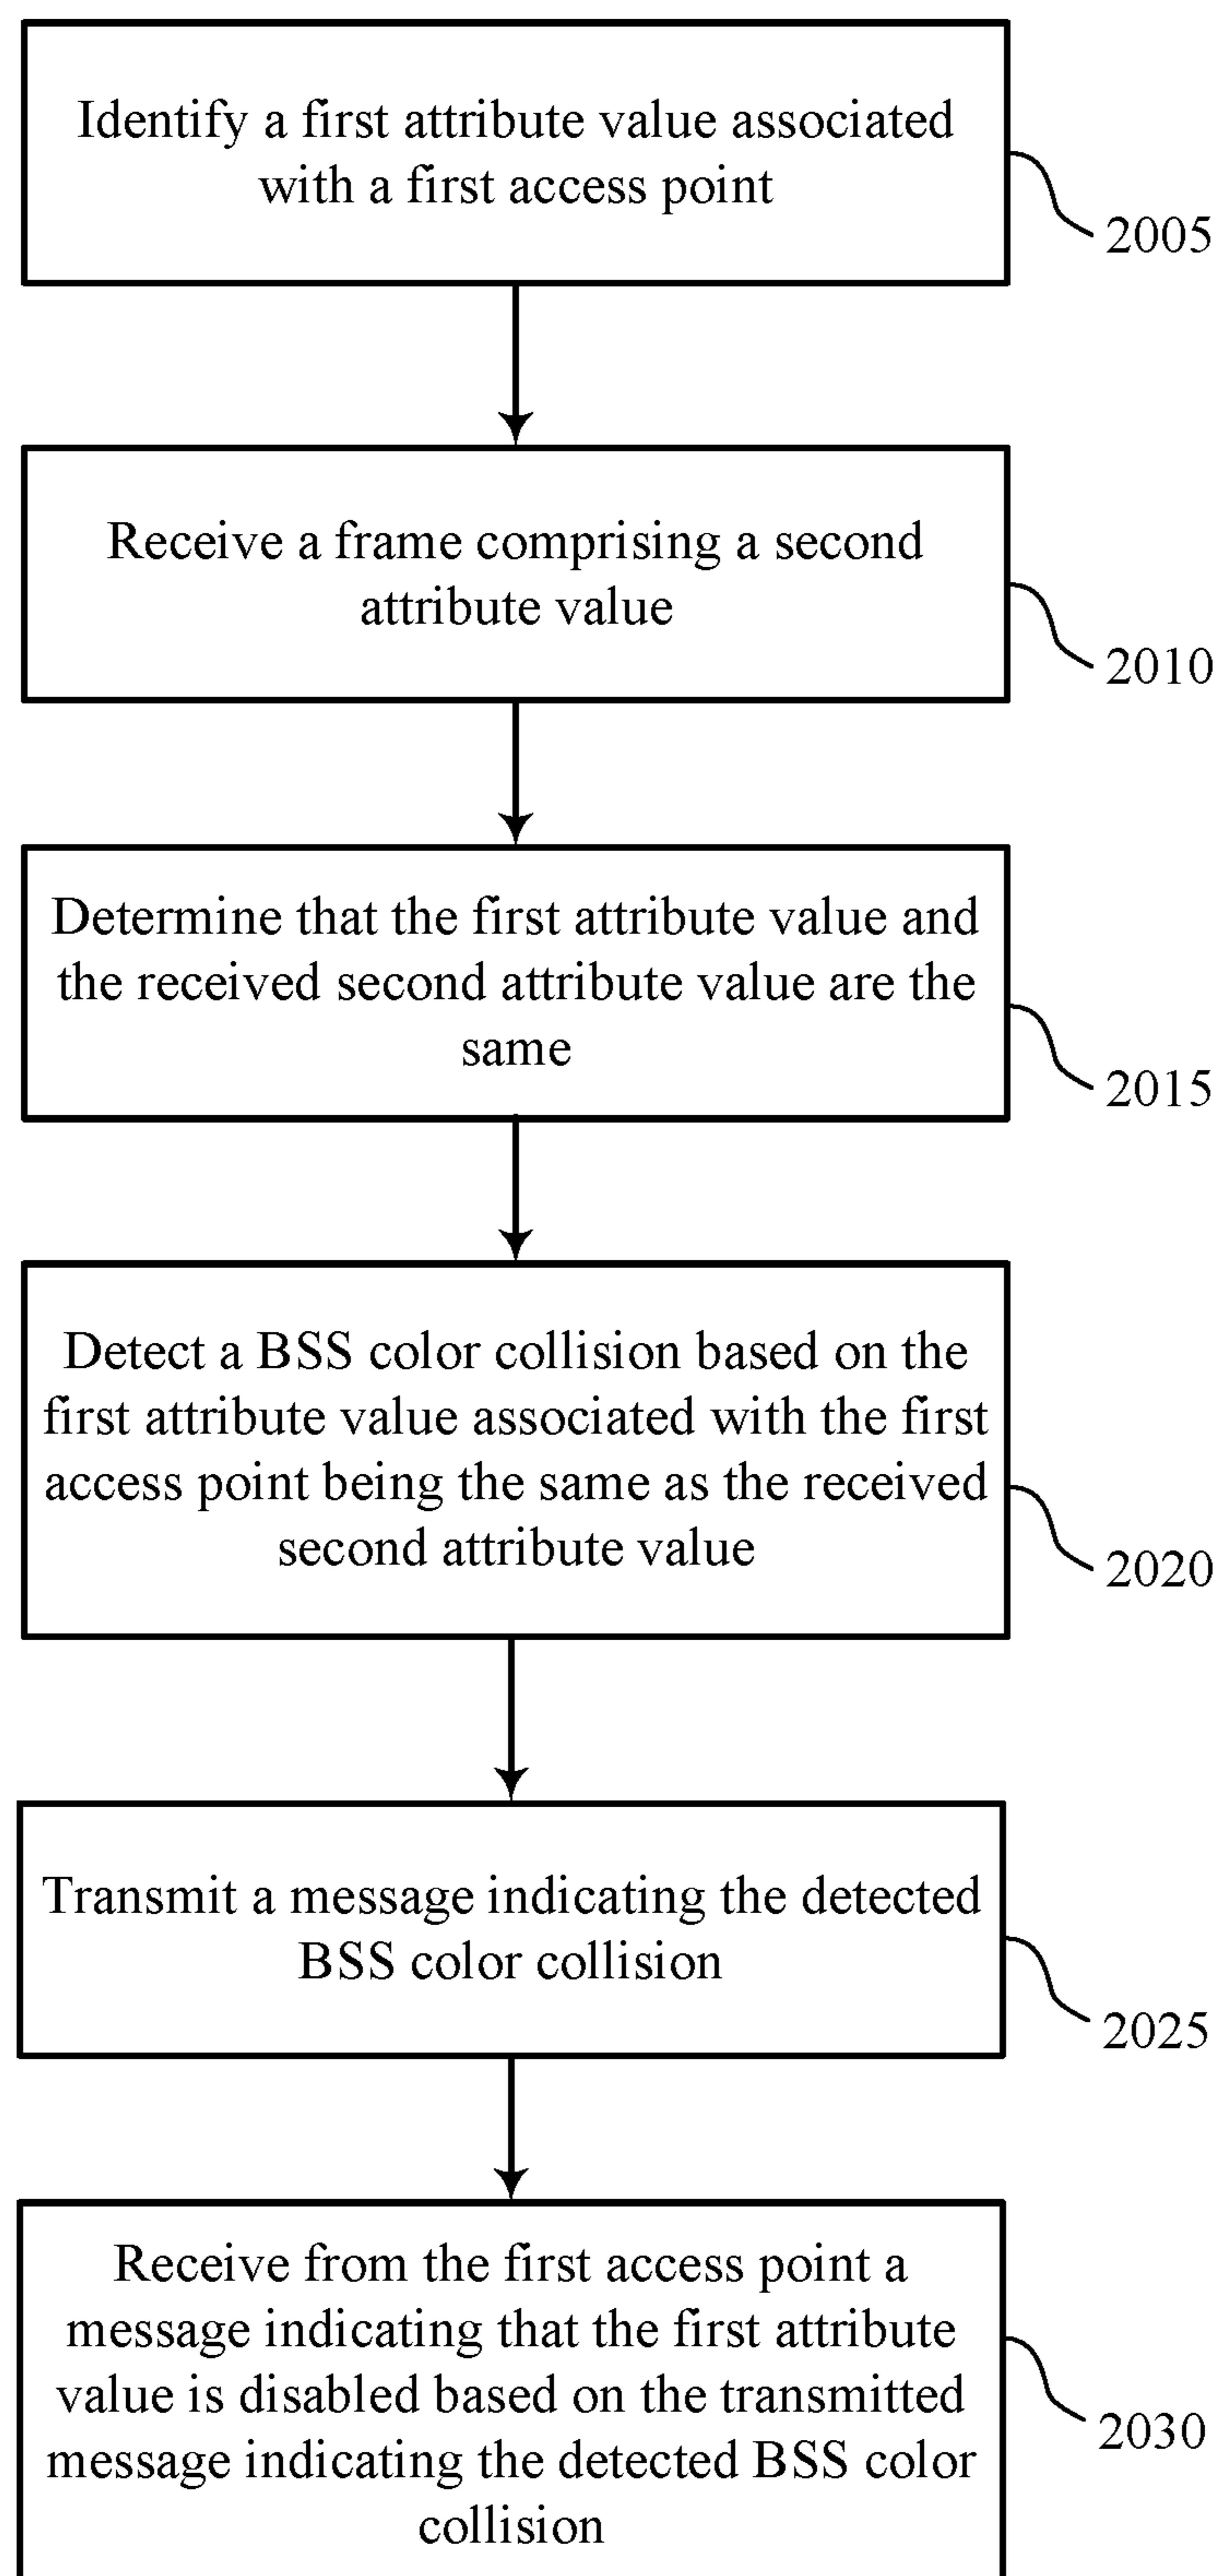 Identify a first attribute value associated
with a first access point
2005
Receive a frame comprising a second
attribute value
2010
Determine that the first attribute value and
the received second attribute value are the
same
2015
Detect a BSS color collision based on the
first attribute value associated with the first
access point being the same as the received
second attribute value
2020
Transmit a message indicating the detected
BSS color collision
2025
Receive from the first access point a
message indicating that the first attribute
value is disabled based on the transmitted
message indicating the detected BSS color
collision
2030